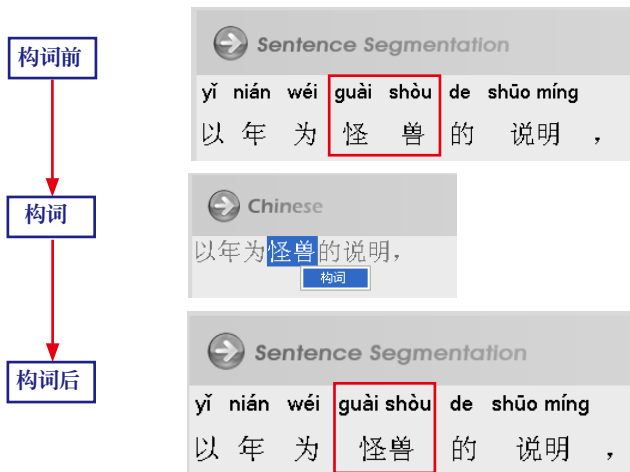 构词前
Sentence Segmentation
yǐ nián wéi guài shòu de shūo míng
以 年 为 怪 兽 的 说明 ，
构词
Chinese
以年为怪兽的说明，
构词
构词后
Sentence Segmentation
yǐ nián wéi guài shòu de shūo míng
以 年 为 怪兽 的 说明 ，